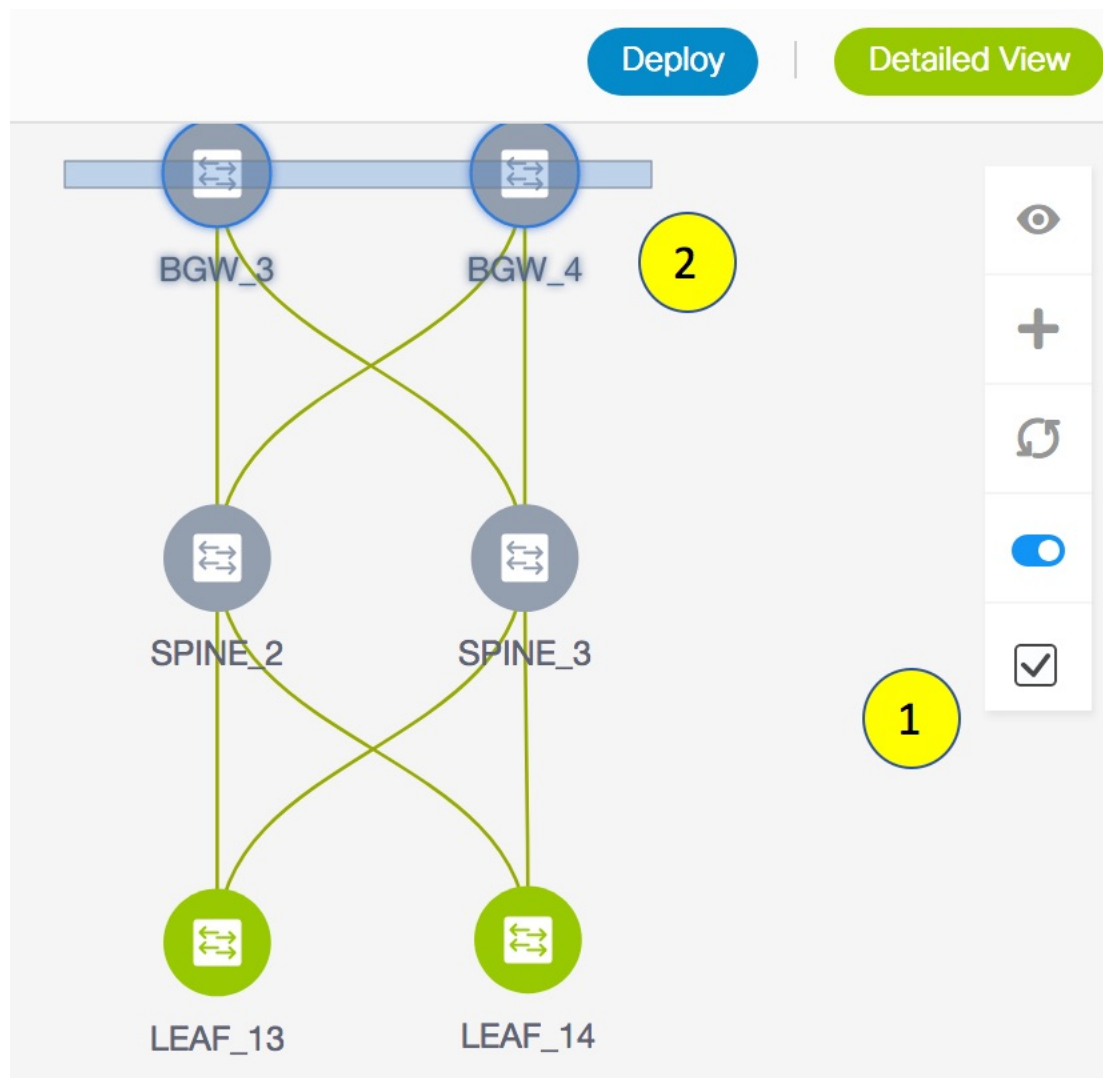 Deploy
Detailed View
BGW_3
BGW_4
2
SPINE_2
SPINE_3
1
LEAF_13
LEAF_14